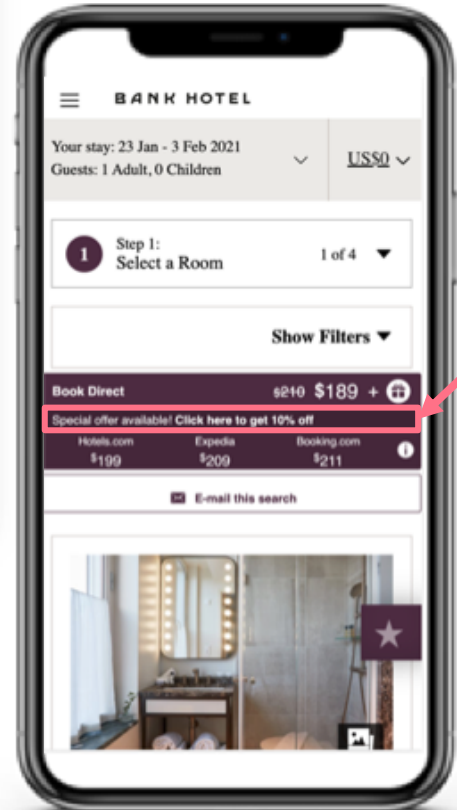 BANK HOTEL
Your stay: 23 Jan - 3 Feb 2021
Guests: 1 Adult, 0 Children
US$0
1
Step 1:
Select a Room
1 of 4
Show Filters
Book Direct $210 $189 +
Special offer available! Click here to get 10% off
Hotels.com Expedia Booking.com
$199 $209 $211
E-mail this search